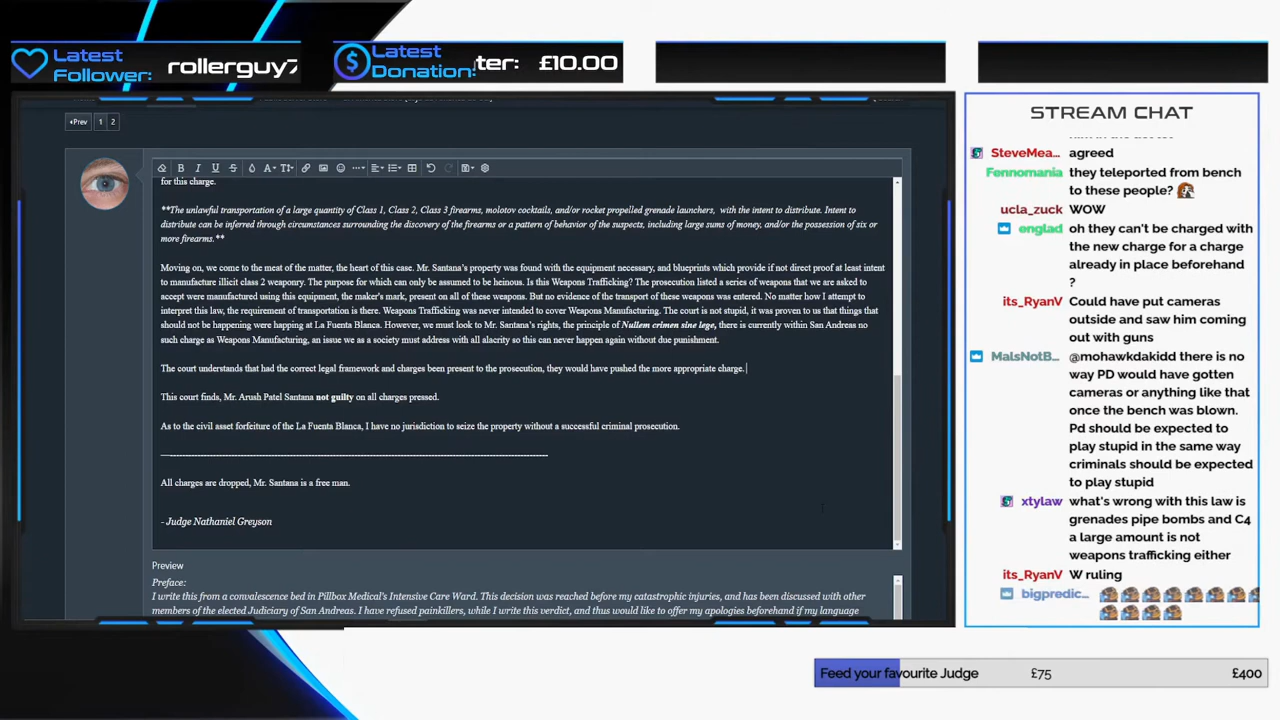 Latest
Follower:
rollerguy7
Latest
Donation:
ter: £10.00
Prev 1 2
for this charge.
**The unlawful transportation of a large quantity of Class 1, Class 2, Class 3 firearms, molotov cocktails, and/or rocket propelled grenade launchers, with the intent to distribute. Intent to
distribute can be inferred through circumstances surrounding the discovery of the firearms or a pattern of behavior of the suspects, including large sums of money, and/or the possession of six or
more firearms.**
Moving on, we come to the meat of the matter, the heart of this case. Mr. Santana's property was found with the equipment necessary, and blueprints which provide if not direct proof at least intent
to manufacture illicit class 2 weaponry. The purpose for which can only be assumed to be heinous. Is this Weapons Trafficking? The prosecution listed a series of weapons that we are asked to
accept were manufactured using this equipment, the maker's mark, present on all of these weapons. But no evidence of the transport of these weapons was entered. No matter how I attempt to
interpret this law, the requirement of transportation is there. Weapons Trafficking was never intended to cover Weapons Manufacturing. The court is not stupid, it was proven to us that things that
should not be happening were happing at La Fuenta Blanca. However, we must look to Mr. Santana's rights, the principle of Nullem crimen sine lege, there is currently within San Andreas no
such charge as Weapons Manufacturing, an issue we as a society must address with all alacrity so this can never happen again without due punishment.
The court understands that had the correct legal framework and charges been present to the prosecution, they would have pushed the more appropriate charge.
This court finds, Mr. Arush Patel Santana not guilty on all charges pressed.
As to the civil asset forfeiture of the La Fuenta Blanca, I have no jurisdiction to seize the property without a successful criminal prosecution.
All charges are dropped, Mr. Santana is a free man.
- Judge Nathaniel Greyson
Preview
Preface:
I write this from a convalescence bed in Pillbox Medical's Intensive Care Ward. This decision was reached before my catastrophic injuries, and has been discussed with other
members of the elected Judiciary of San Andreas. I have refused painkillers, while I write this verdict, and thus would like to offer my apologies beforehand if my language
STREAM CHAT
SteveMea... agreed
Fennomania they teleported from bench
to these people?
ucla_zuck WOW
englad oh they can't be charged with
the new charge for a charge
already in place beforehand
?
its_RyanV Could have put cameras
outside and saw him coming
out with guns
MalsNotB... @mohawkdakidd there is no
way PD would have gotten
cameras or anything like that
once the bench was blown.
Pd should be expected to
play stupid in the same way
criminals should be expected
to play stupid
xtylaw what's wrong with this law is
grenades pipe bombs and C4
a large amount is not
weapons traffic​king either
its_RyanV W ruling
bigpredic...
Feed your favourite Judge £75 £400